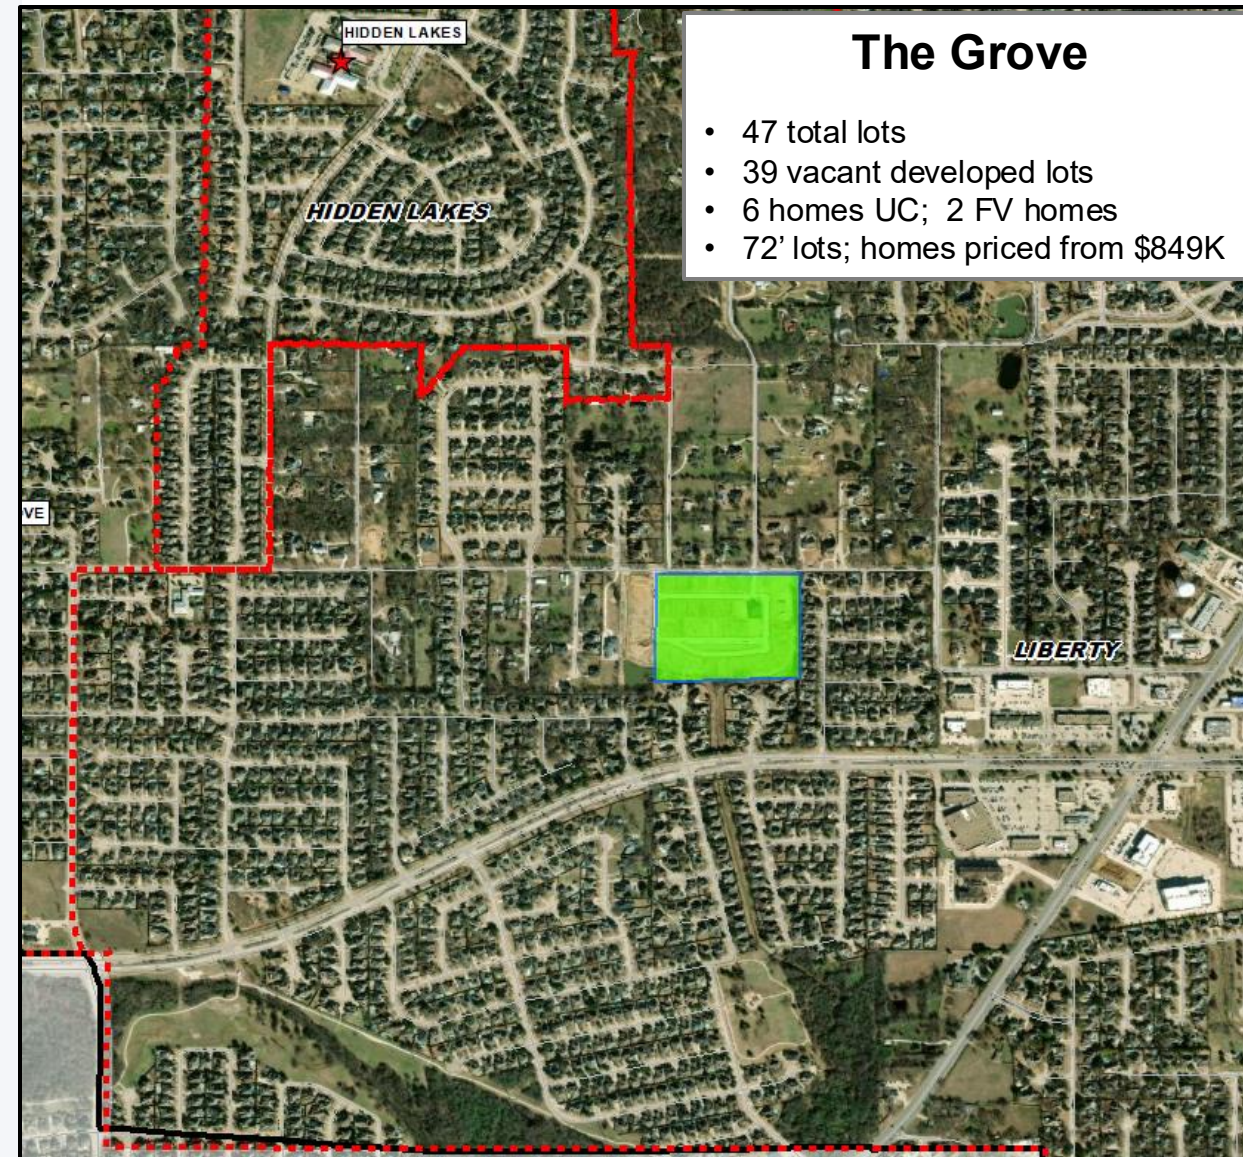 HIDDEN LAKES
The Grove
• 47 total lots
• 39 vacant developed lots
• 6 homes UC; 2 FV homes
• 72’ lots; homes priced from $849K
HIDDEN LAKES
VE
LIBERTY